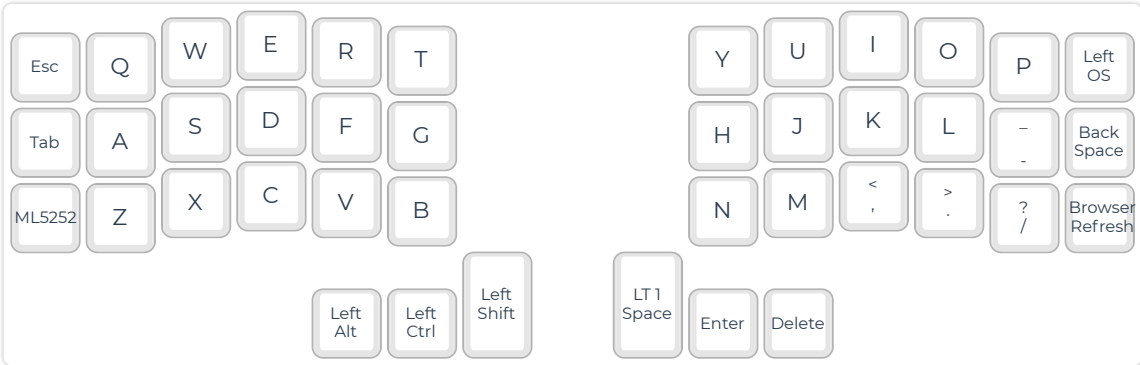 Esc Q W E R T Y U I O P Left
OS
Tab A S D F G H J K L _
- Back
Space
ML5252 Z X C V B N M <
, >
. ?
/ Browser
Refresh
Left
Alt Left
Ctrl Left
Shift LT 1
Space Enter Delete